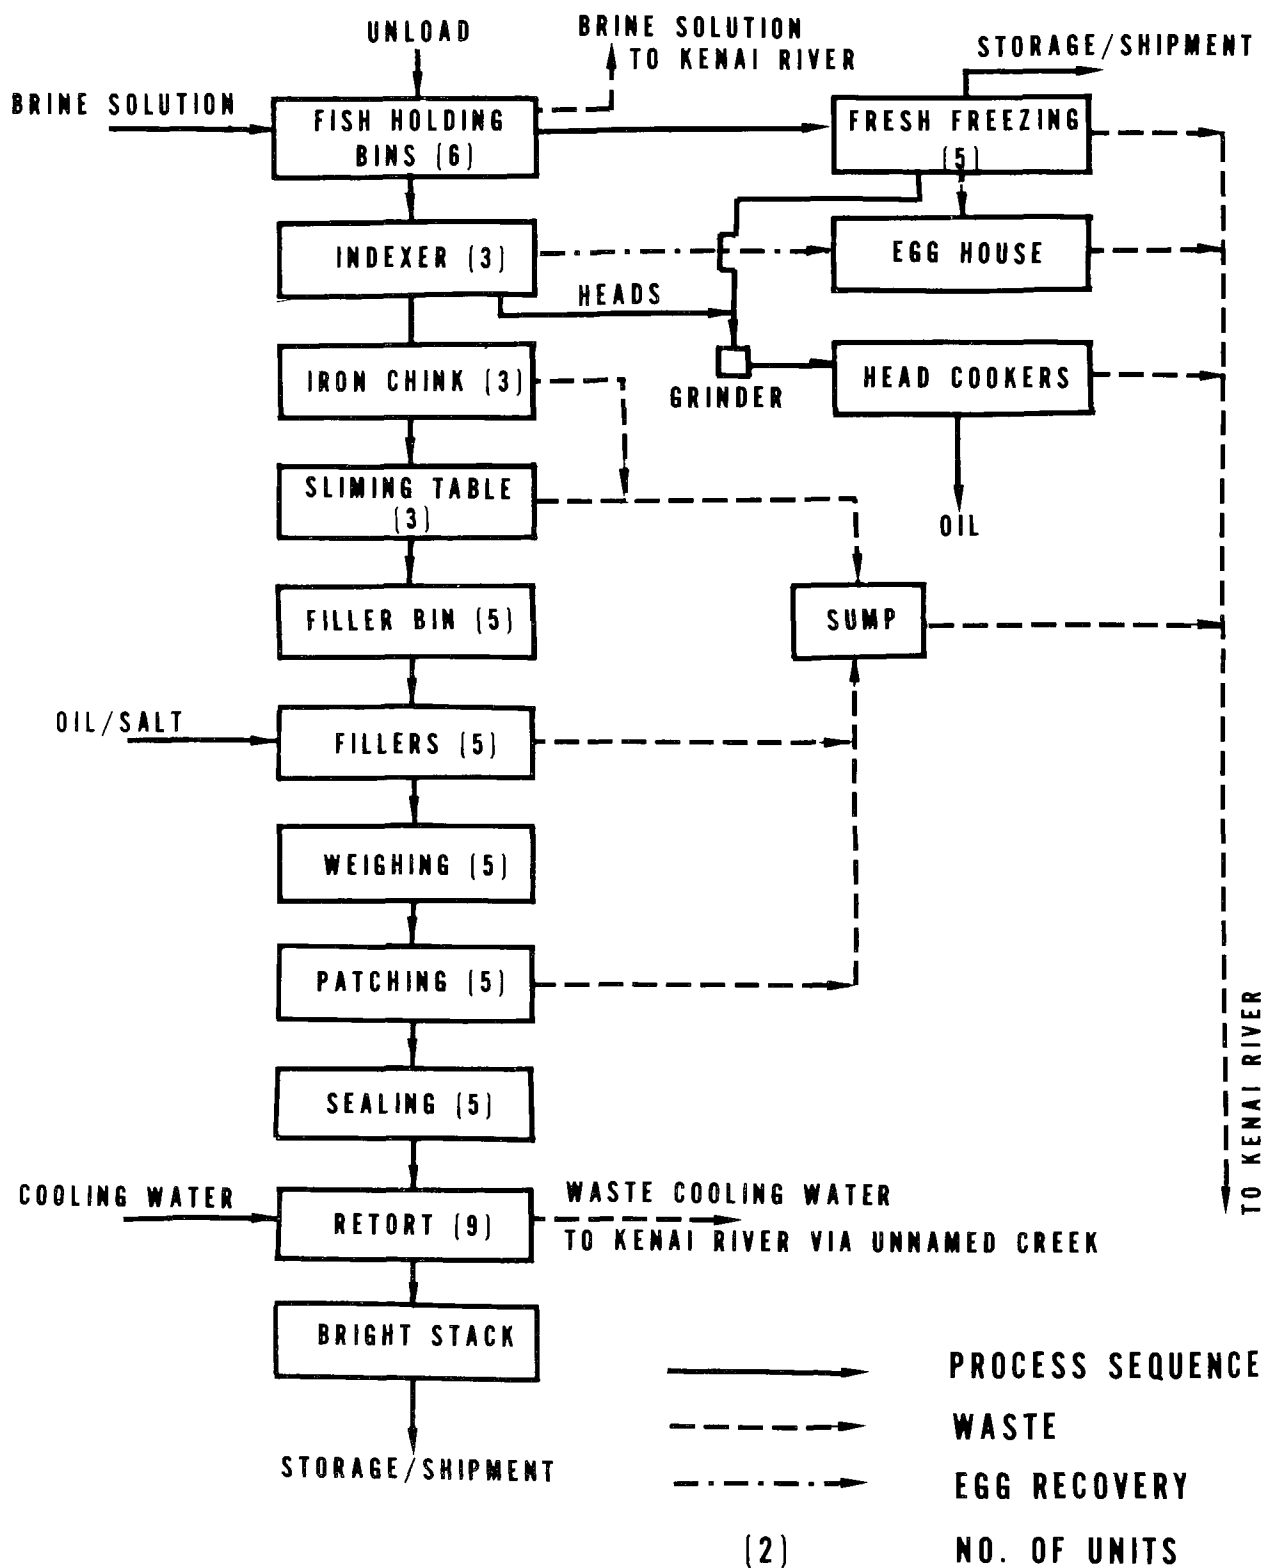 UNLOAD
BRINE SOLUTION
TO KENAI RIVER
STORAGE/SHIPMENT
BRINE SOLUTION
FISH HOLDING
BINS (6)
FRESH FREEZING
(5)
INDEXER (3)
EGG HOUSE
HEADS
IRON CHINK (3)
GRINDER
HEAD COOKERS
SLIMING TABLE
(3)
OIL
FILLER BIN (5)
SUMP
OIL/SALT
FILLERS (5)
WEIGHING (5)
PATCHING (5)
TO KENAI RIVER
SEALING (5)
COOLING WATER
RETORT (9)
WASTE COOLING WATER
TO KENAI RIVER VIA UNNAMED CREEK
BRIGHT STACK
STORAGE/SHIPMENT
PROCESS SEQUENCE
WASTE
EGG RECOVERY
(2) NO. OF UNITS